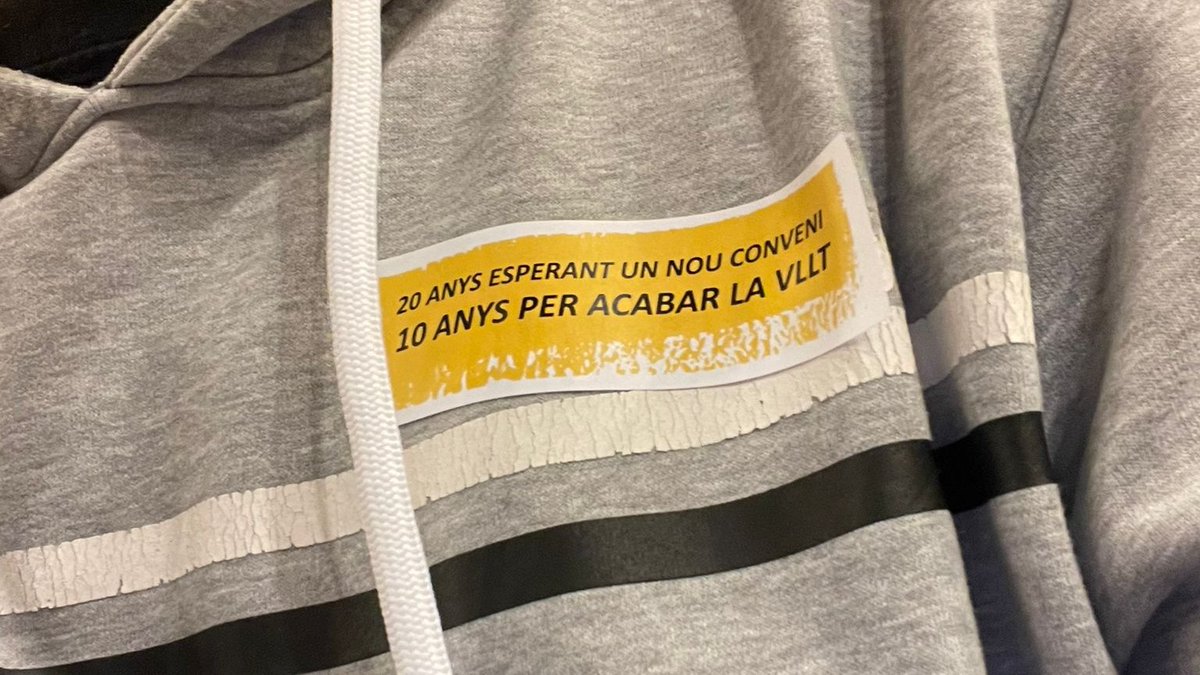 20 ANYS ESPERANT UN NOU CONVENI
10 ANYS PER ACABAR LA VLLT